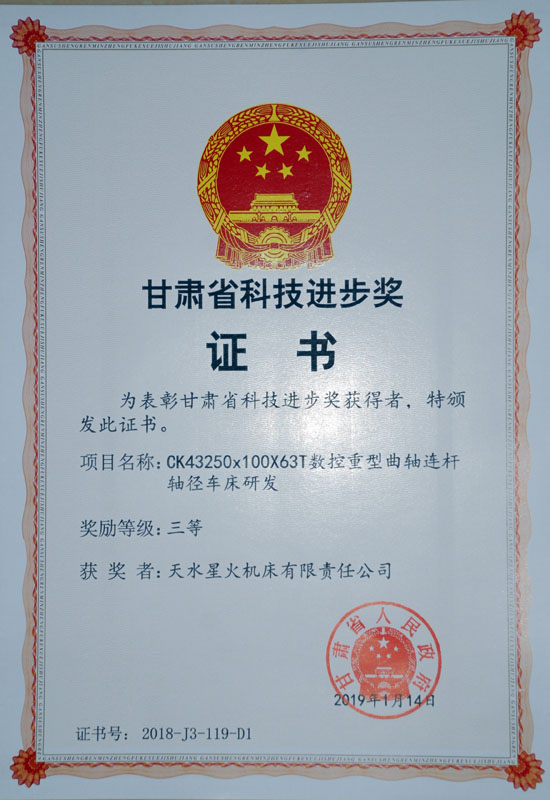 GANSUSHENGRENMINZHENGFUKEXUEJISHUJIANG GANSUSHENGRENMINZHENGFUKEXUEJISHUJIANG
甘肃省科技进步奖
证书
为表彰甘肃省科技进步奖获得者，特颁
发此证书。
项目名称：CK43250x100X63T数控重型曲轴连杆
轴径车床研发
奖励等级：三等
获奖者：天水星火机床有限责任公司
甘肃省人民政府
2019年1月14日
证书号：2018-J3-119-D1